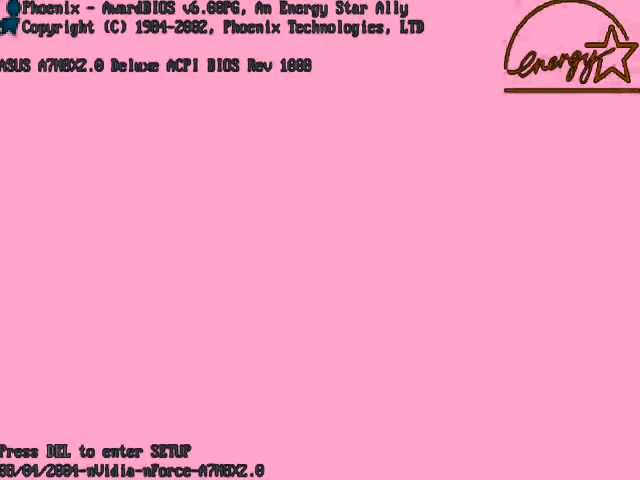 Phoenix - AwardBIOS v6.00PG, An Energy Star Ally
Copyright (C) 1984-2002, Phoenix Technologies, LTD
energy
ASUS A7N8X2.0 Deluxe ACPI BIOS Rev 1008
Press DEL to enter SETUP
08/04/2004-nVidia-nForce-A7N8X2.0